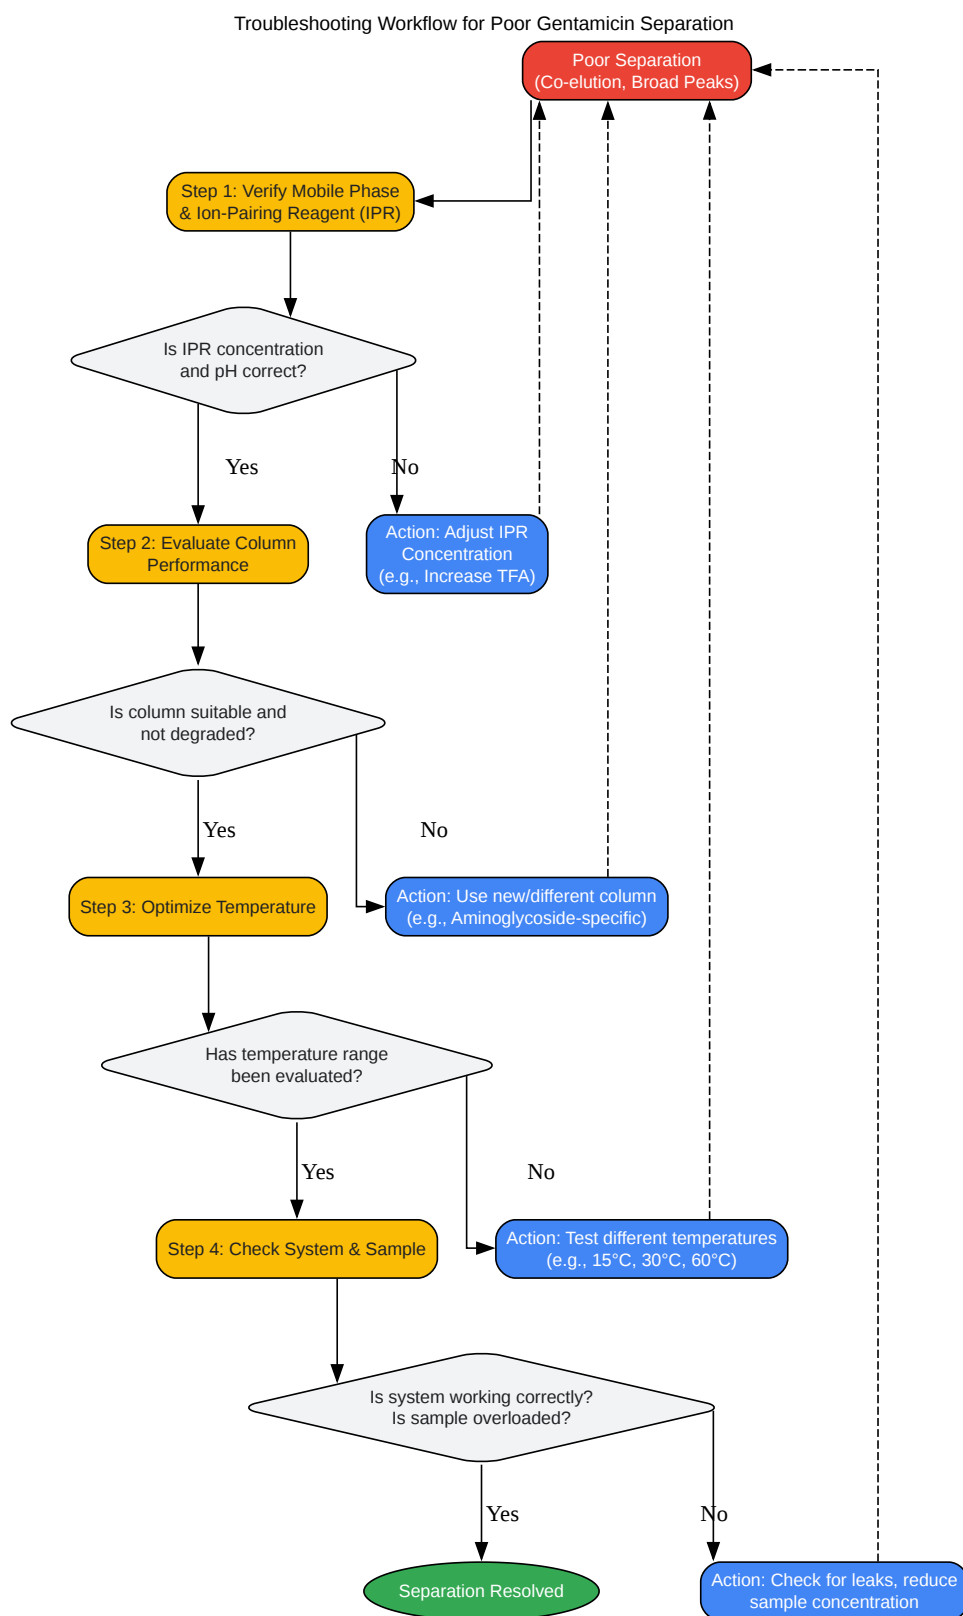 Troubleshooting Workflow for Poor Gentamicin Separation
Poor Separation
(Co-elution, Broad Peaks)
Step 1: Verify Mobile Phase
& Ion-Pairing Reagent (IPR)
Is IPR concentration
and pH correct?
Yes
No
Action: Adjust IPR
Concentration
(e.g., Increase TFA)
Step 2: Evaluate Column
Performance
Is column suitable and
not degraded?
Yes
No
Action: Use new/different column
(e.g., Aminoglycoside-specific)
Step 3: Optimize Temperature
Has temperature range
been evaluated?
Yes
No
Action: Test different temperatures
(e.g., 15°C, 30°C, 60°C)
Step 4: Check System & Sample
Is system working correctly?
Is sample overloaded?
Yes
No
Separation Resolved
Action: Check for leaks, reduce
sample concentration